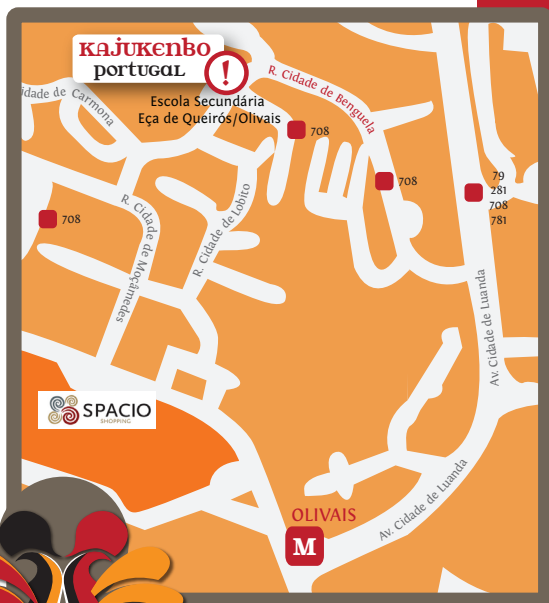 KAJUKENBO
PORTUGAL
!
Escola Secundária
Eça de Queirós/Olivais
R. Cidade de Benguela
idade de Carmona
708
708
79
281
708
781
708
R. Cidade de Moçâmedes
R. Cidade de Lobito
Av. Cidade de Luanda
SPACIO
SHOPPING
Av. Cidade de Luanda
OLIVAIS
M